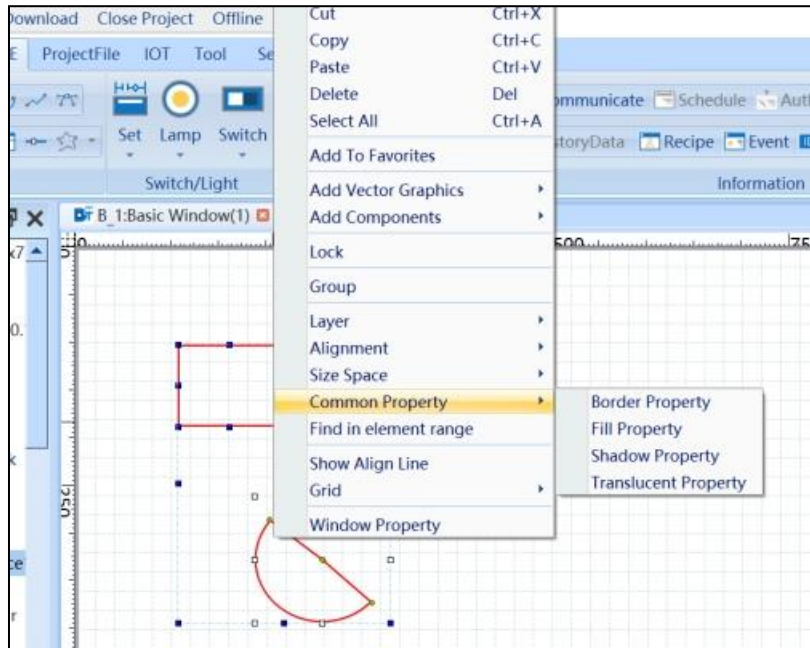 Download Close Project Offline
ProjectFile IOT Tool
Set Lamp Switch
Switch/Light
Communicate Schedule
Recipe Event
Information
B_1:Basic Window(1)
500
250
Cut Ctrl+X
Copy Ctrl+C
Paste Ctrl+V
Delete Del
Select All Ctrl+A
Add To Favorites
Add Vector Graphics
Add Components
Lock
Group
Layer
Alignment
Size Space
Common Property
Find in element range
Show Align Line
Grid
Window Property
Border Property
Fill Property
Shadow Property
Translucent Property